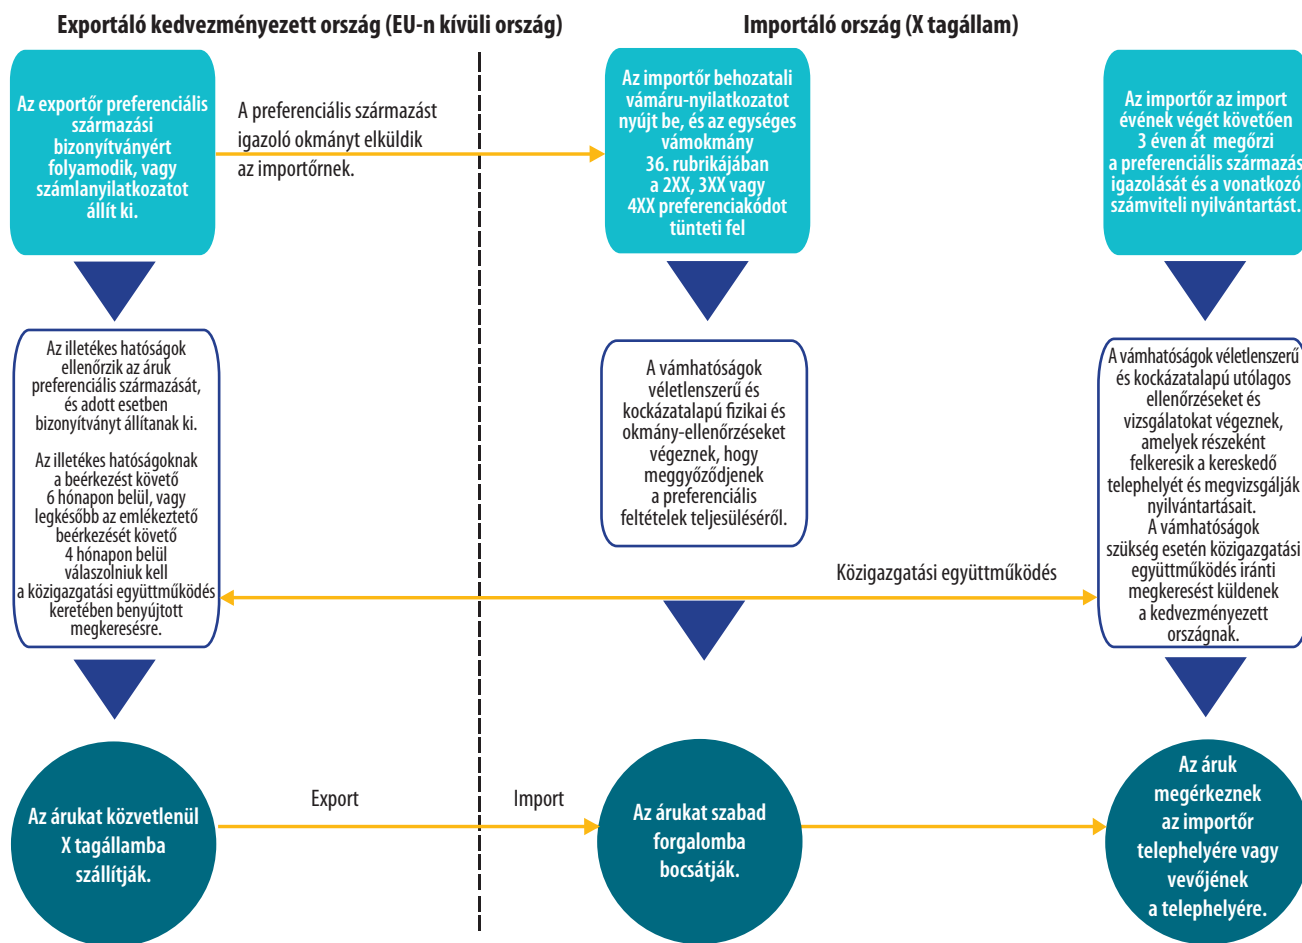 Exportáló kedvezményezett ország (EU-n kívüli ország)
Importáló ország (X tagállam)
Az exportőr preferenciális
származási
bizonyítványért
folyamodik, vagy
számlanyilatkozatot
állít ki.
A preferenciális származást
igazoló okmányt elküldik
az importőrnek.
Az importőr behozatali
vámáru-nyilatkozatot
nyújt be, és az egységes
vámokmány
36. rubrikájában
a 2XX, 3XX vagy
4XX preferenciakódot
tünteti fel
Az importőr az import
évének végét követően
3 éven át megőrzi
a preferenciális származás
igazolását és a vonatkozó
számviteli nyilvántartást.
Az illetékes hatóságok
ellenőrzik az áruk
preferenciális származását,
és adott esetben
bizonyítványt állítanak ki.
Az illetékes hatóságoknak
a beérkezést követő
6 hónapon belül, vagy
legkésőbb az emlékeztető
beérkezését követő
4 hónapon belül
válaszolniuk kell
a közigazgatási együttműködés
keretében benyújtott
megkeresésre.
A vámhatóságok
véletlenszerű és
kockázatalapú fizikai és
okmány-ellenőrzéseket
végeznek, hogy
meggyőződjenek
a preferenciális
feltételek teljesüléséről.
A vámhatóságok véletlenszerű
és kockázatalapú utólagos
ellenőrzéseket és
vizsgálatokat végeznek,
amelyek részeként
felkeresik a kereskedő
telephelyét és megvizsgálják
nyilvántartásait.
A vámhatóságok
szükség esetén közigazgatási
együttműködés iránti
megkeresést küldenek
a kedvezményezett
országnak.
Közigazgatási együttműködés
Az árukat közvetlenül
X tagállamba
szállítják.
Export
Import
Az árukat szabad
forgalomba
bocsátják.
Az áruk
megérkeznek
az importőr
telephelyére vagy
vevőjének
a telephelyére.